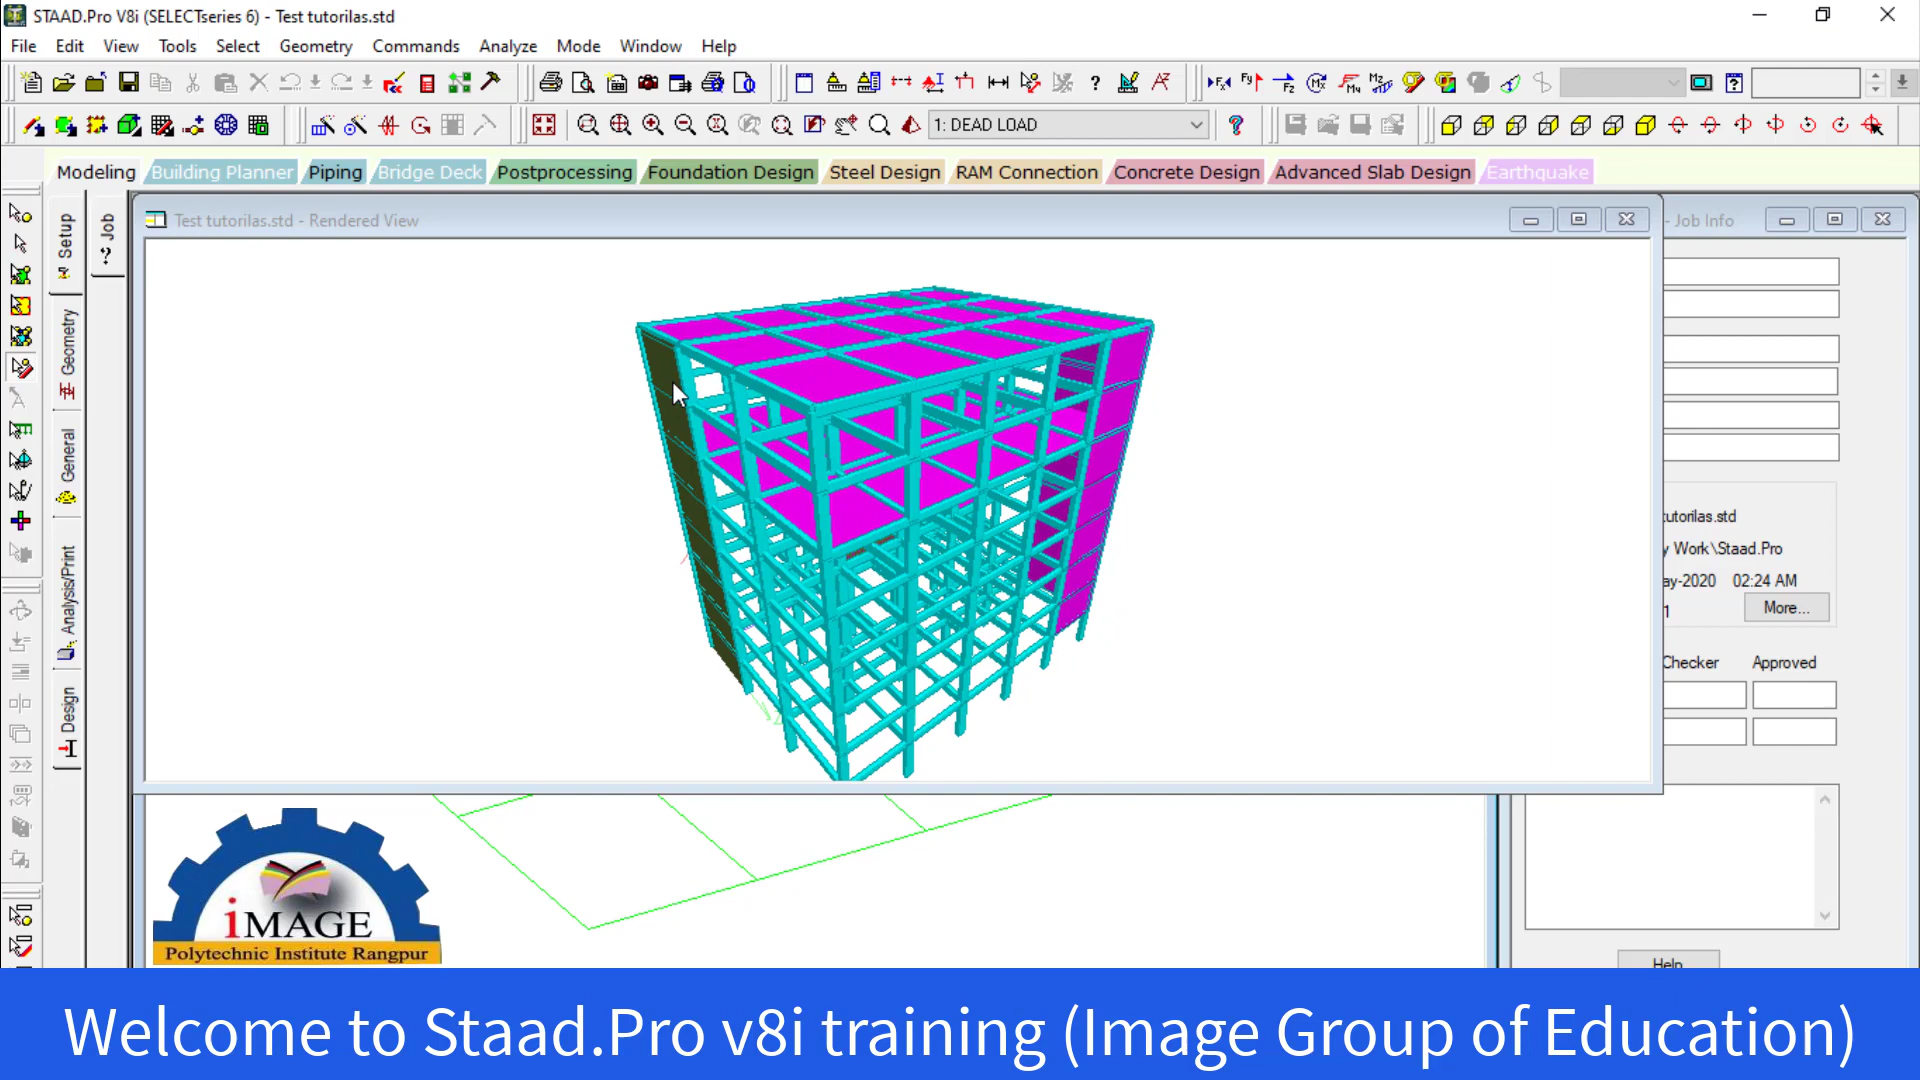 STAAD.Pro V8i (SELECTseries 6) - Test tutorilas.std
File Edit View Tools Select Geometry Commands Analyze Mode Window Help
1: DEAD LOAD
Modeling Building Planner Piping Bridge Deck Postprocessing Foundation Design Steel Design RAM Connection Concrete Design Advanced Slab Design Earthquake
Setup
Geometry
General
Analysis/Print
Design
Job
Test tutorilas.std - Rendered View
- Job Info
tutorilas.std
y Work\Staad.Pro
ay-2020 02:24 AM
1
More...
Checker Approved
Help
iMAGE
Polytechnic Institute Rangpur
Welcome to Staad.Pro v8i training (Image Group of Education)